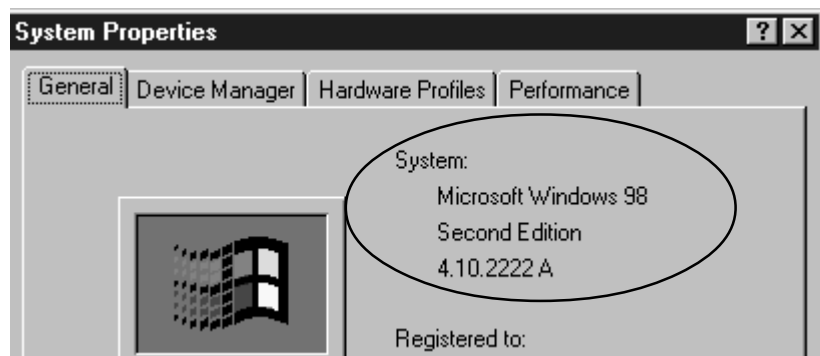 System Properties
General Device Manager Hardware Profiles Performance
System:
Microsoft Windows 98
Second Edition
4.10.2222 A
Registered to: